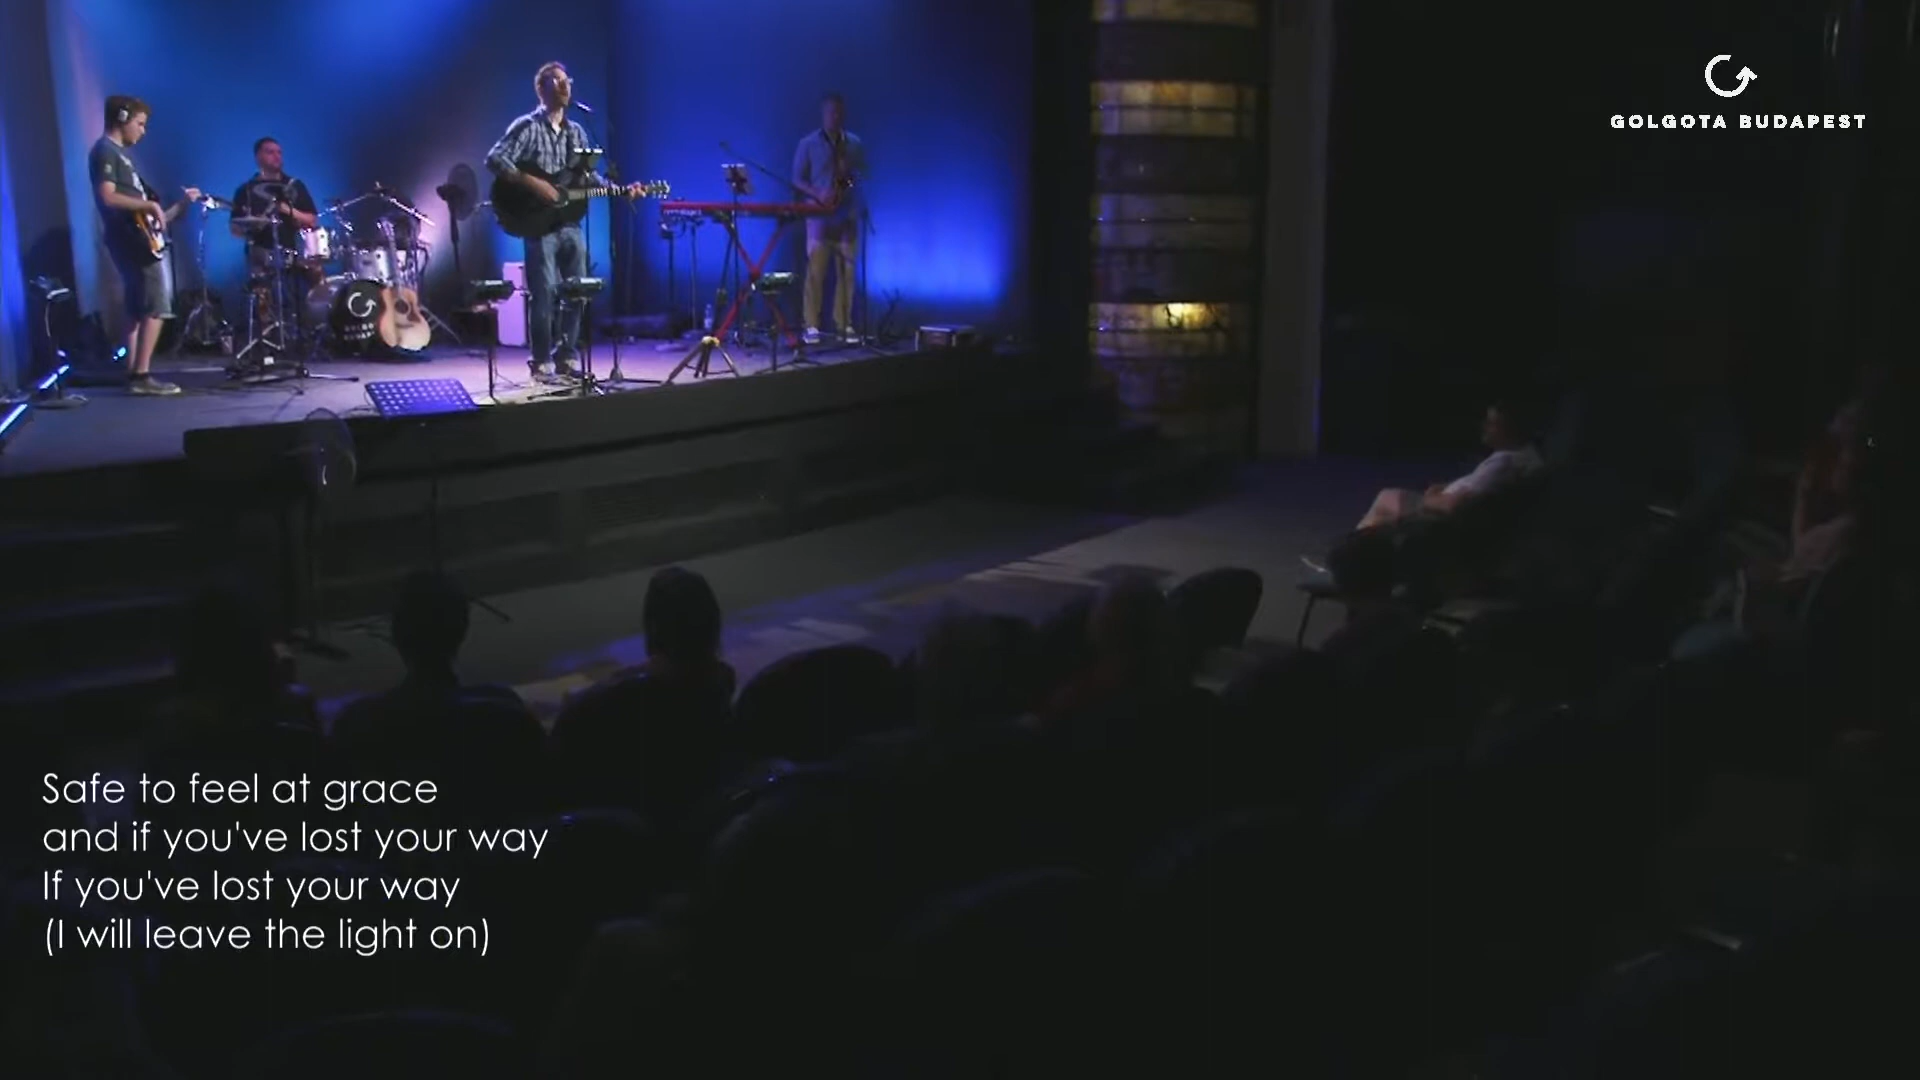 GOLGOTA BUDAPEST
Safe to feel at grace
and if you've lost your way
If you've lost your way
(I will leave the light on)